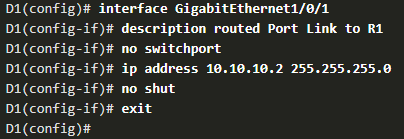 D1(config)# interface GigabitEthernet1/0/1
D1(config-if)# description routed Port Link to R1
D1(config-if)# no switchport
D1(config-if)# ip address 10.10.10.2 255.255.255.0
D1(config-if)# no shut
D1(config-if)# exit
D1(config)#